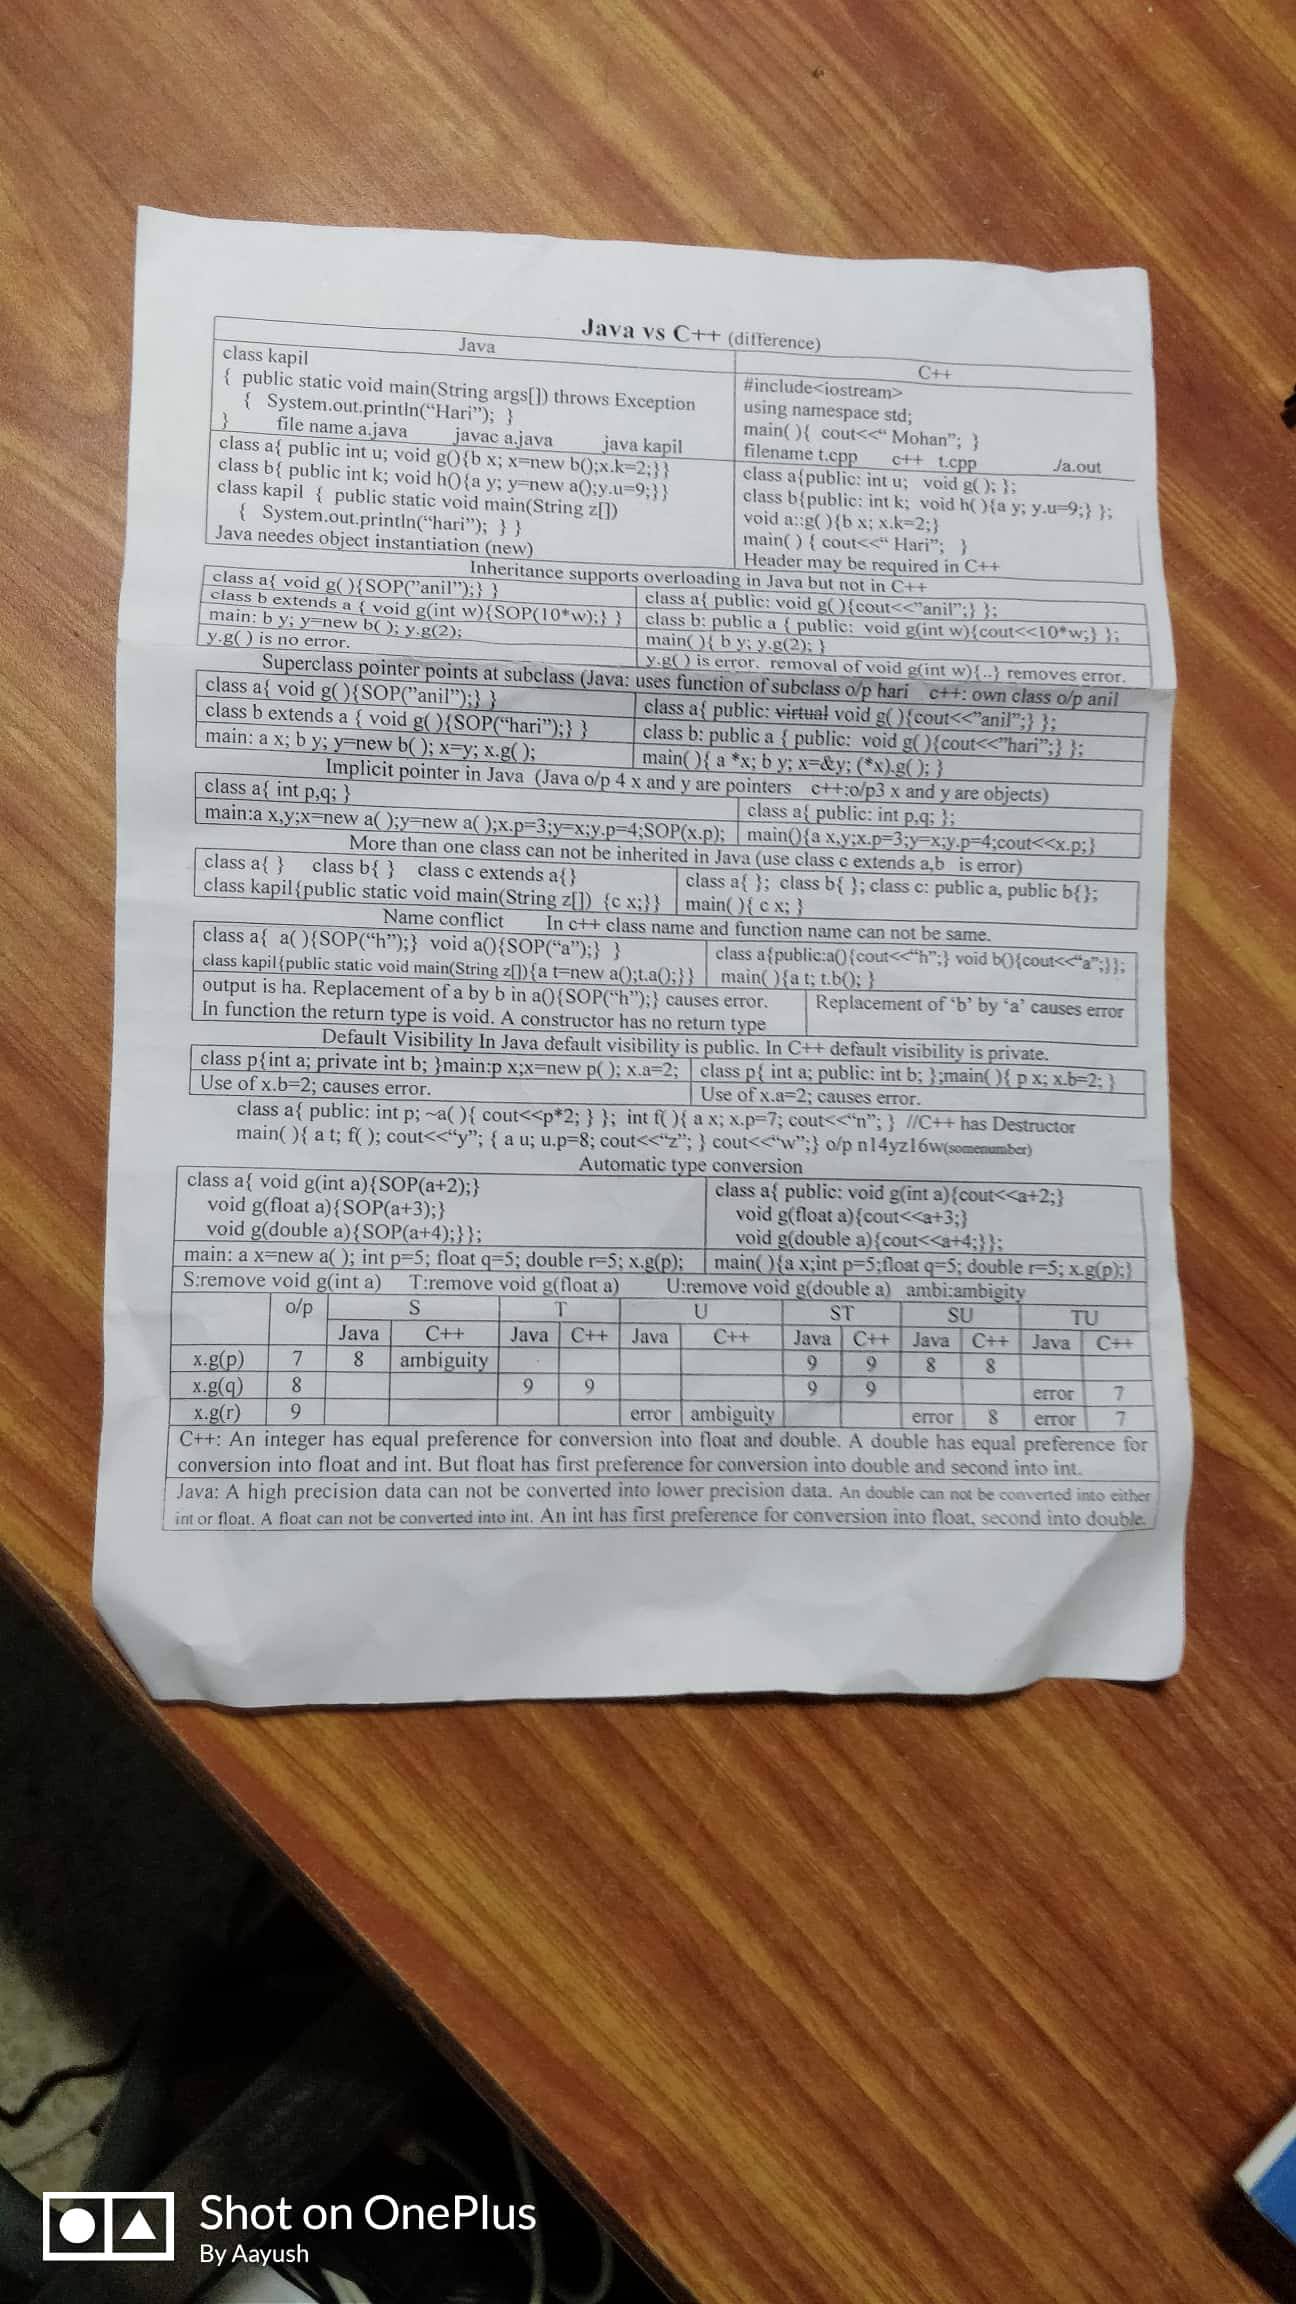 Java vs C++ (difference)
Java
C++
class kapil
{ public static void main(String args[]) throws Exception
{ System.out.println(“Hari”); }
} file name a.java javac a.java java kapil
#include<iostream>
using namespace std;
main( ){ cout<<“ Mohan”; }
filename t.cpp c++ t.cpp ./a.out
class a{ public int u; void g(){b x; x=new b();x.k=2;}}
class b{ public int k; void h(){a y; y=new a();y.u=9;}}
class kapil { public static void main(String z[])
{ System.out.println(“hari”); } }
Java needes object instantiation (new)
class a{public: int u; void g( ); };
class b{public: int k; void h( ){a y; y.u=9;} };
void a::g( ){b x; x.k=2;}
main( ) { cout<<“ Hari”; }
Header may be required in C++
Inheritance supports overloading in Java but not in C++
class a{ void g( ){SOP(”anil”);} }
class b extends a { void g(int w){SOP(10*w);} }
main: b y; y=new b( ); y.g(2);
y.g( ) is no error.
class a{ public: void g( ){cout<<”anil”;} };
class b: public a { public: void g(int w){cout<<10*w;} };
main( ){ b y; y.g(2); }
y.g( ) is error. removal of void g(int w){..} removes error.
Superclass pointer points at subclass (Java: uses function of subclass o/p hari c++: own class o/p anil
class a{ void g( ){SOP(”anil”);} }
class b extends a { void g( ){SOP(“hari”);} }
main: a x; b y; y=new b( ); x=y; x.g( );
class a{ public: virtual void g( ){cout<<”anil”;} };
class b: public a { public: void g( ){cout<<”hari”;} };
main( ){ a *x; b y; x=&y; (*x).g( ); }
Implicit pointer in Java (Java o/p 4 x and y are pointers c++:o/p3 x and y are objects)
class a{ int p,q; }
main:a x,y;x=new a( );y=new a( );x.p=3;y=x;y.p=4;SOP(x.p);
class a{ public: int p,q; };
main(){a x,y;x.p=3;y=x;y.p=4;cout<<x.p;}
More than one class can not be inherited in Java (use class c extends a,b is error)
class a{ } class b{ } class c extends a{}
class kapil{public static void main(String z[]) {c x;}}
class a{ }; class b{ }; class c: public a, public b{};
main( ){ c x; }
Name conflict In c++ class name and function name can not be same.
class a{ a( ){SOP(“h”);} void a(){SOP(“a”);} }
class kapil{public static void main(String z[]){a t=new a();t.a();}}
output is ha. Replacement of a by b in a(){SOP(“h”);} causes error.
In function the return type is void. A constructor has no return type
class a{public:a(){cout<<“h”;} void b(){cout<<“a”;}};
main( ){a t; t.b(); }
Replacement of ‘b’ by ‘a’ causes error
Default Visibility In Java default visibility is public. In C++ default visibility is private.
class p{int a; private int b; }main:p x;x=new p( ); x.a=2;
Use of x.b=2; causes error.
class p{ int a; public: int b; };main( ){ p x; x.b=2; }
Use of x.a=2; causes error.
class a{ public: int p; ~a( ){ cout<<p*2; } }; int f( ){ a x; x.p=7; cout<<“n”; } //C++ has Destructor
main( ){ a t; f( ); cout<<“y”; { a u; u.p=8; cout<<“z”; } cout<<“w”;} o/p n14yz16w(somenumber)
Automatic type conversion
class a{ void g(int a){SOP(a+2);}
void g(float a){SOP(a+3);}
void g(double a){SOP(a+4);}};
main: a x=new a( ); int p=5; float q=5; double r=5; x.g(p);
class a{ public: void g(int a){cout<<a+2;}
void g(float a){cout<<a+3;}
void g(double a){cout<<a+4;}};
main( ){a x;int p=5;float q=5; double r=5; x.g(p);}
S:remove void g(int a) T:remove void g(float a) U:remove void g(double a) ambi:ambigity
o/p S T U ST SU TU
Java C++ Java C++ Java C++ Java C++ Java C++ Java C++
x.g(p) 7 8 ambiguity 9 9 8 8
x.g(q) 8 9 9 9 9 error 7
x.g(r) 9 error ambiguity error 8 error 7
C++: An integer has equal preference for conversion into float and double. A double has equal preference for
conversion into float and int. But float has first preference for conversion into double and second into int.
Java: A high precision data can not be converted into lower precision data. An double can not be converted into either
int or float. A float can not be converted into int. An int has first preference for conversion into float, second into double.
Shot on OnePlus
By Aayush